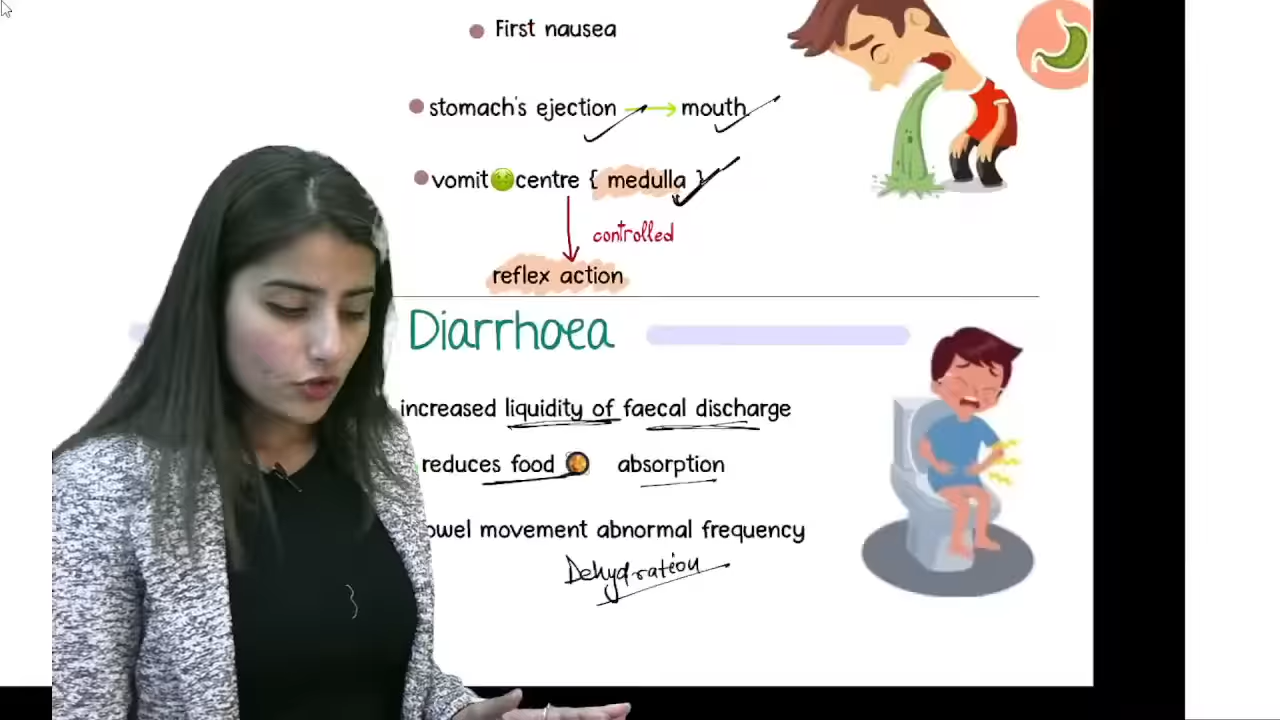 First nausea
stomach's ejection → mouth
vomit🤢centre { medulla }
controlled
reflex action
Diarrhoea
increased liquidity of faecal discharge
reduces food 🥘 absorption
movement abnormal frequency
Dehydration